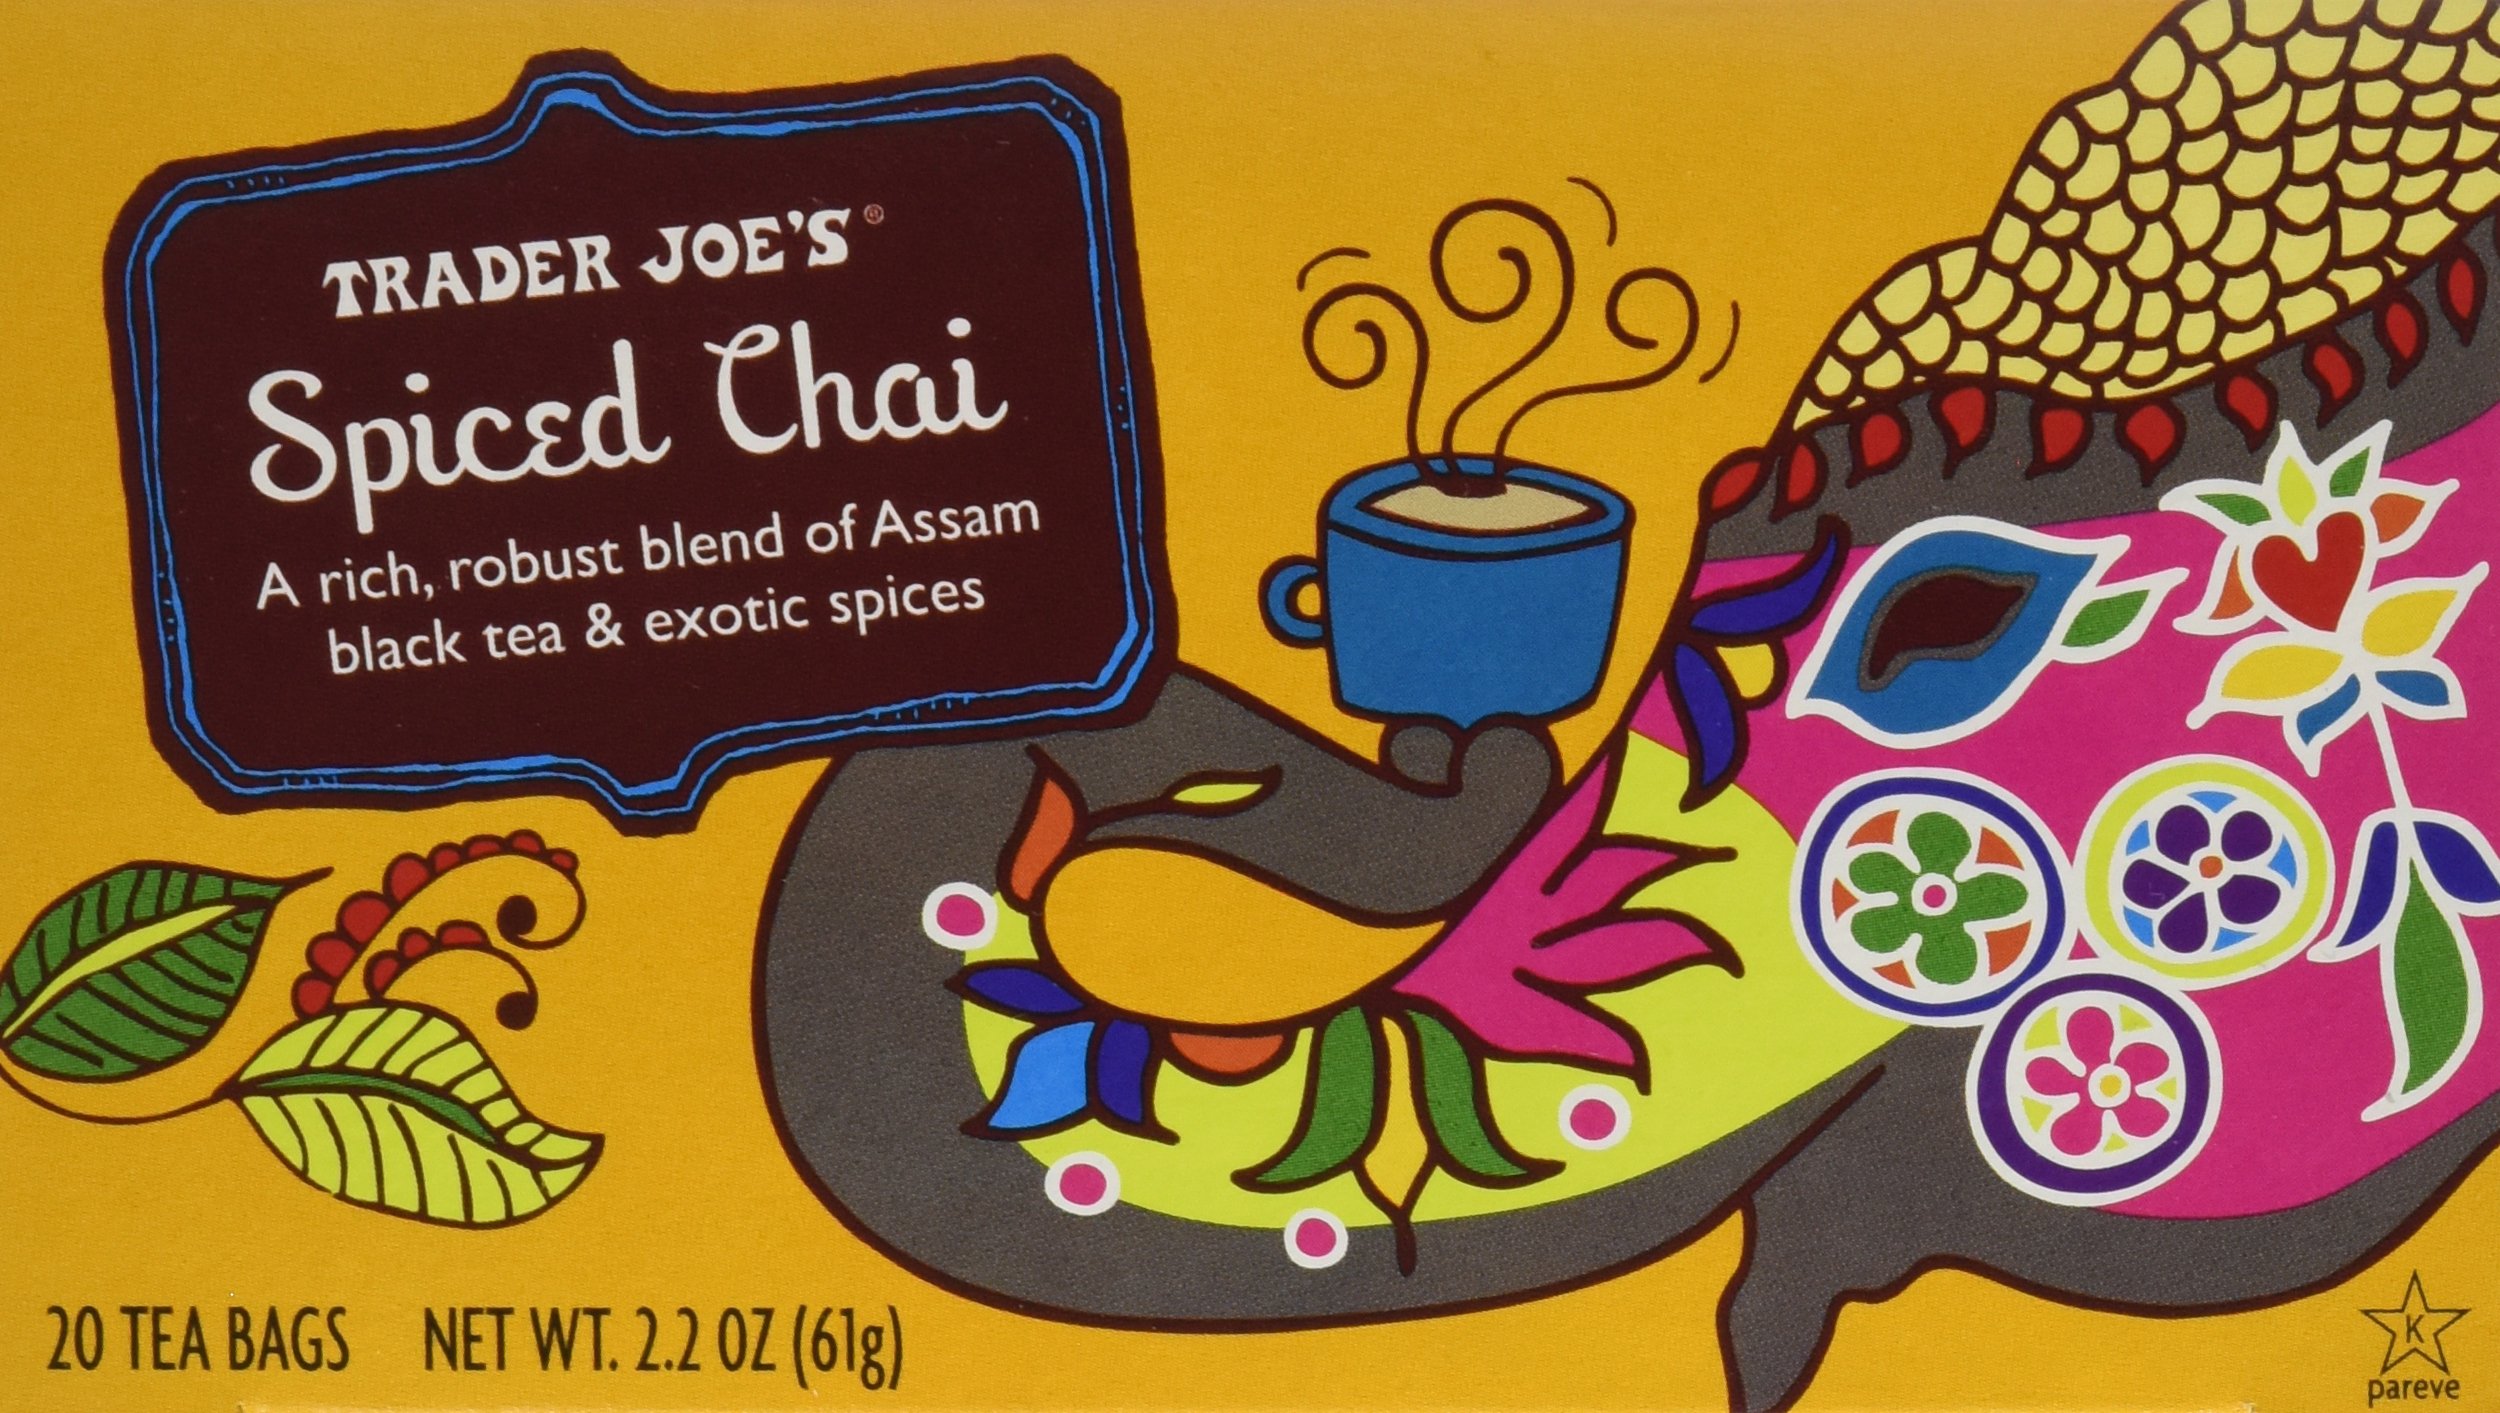 TRADER JOE'S®
Spiced Chai
A rich, robust blend of Assam
black tea & exotic spices
20 TEA BAGS NET WT. 2.2 OZ (61g)
K
pareve